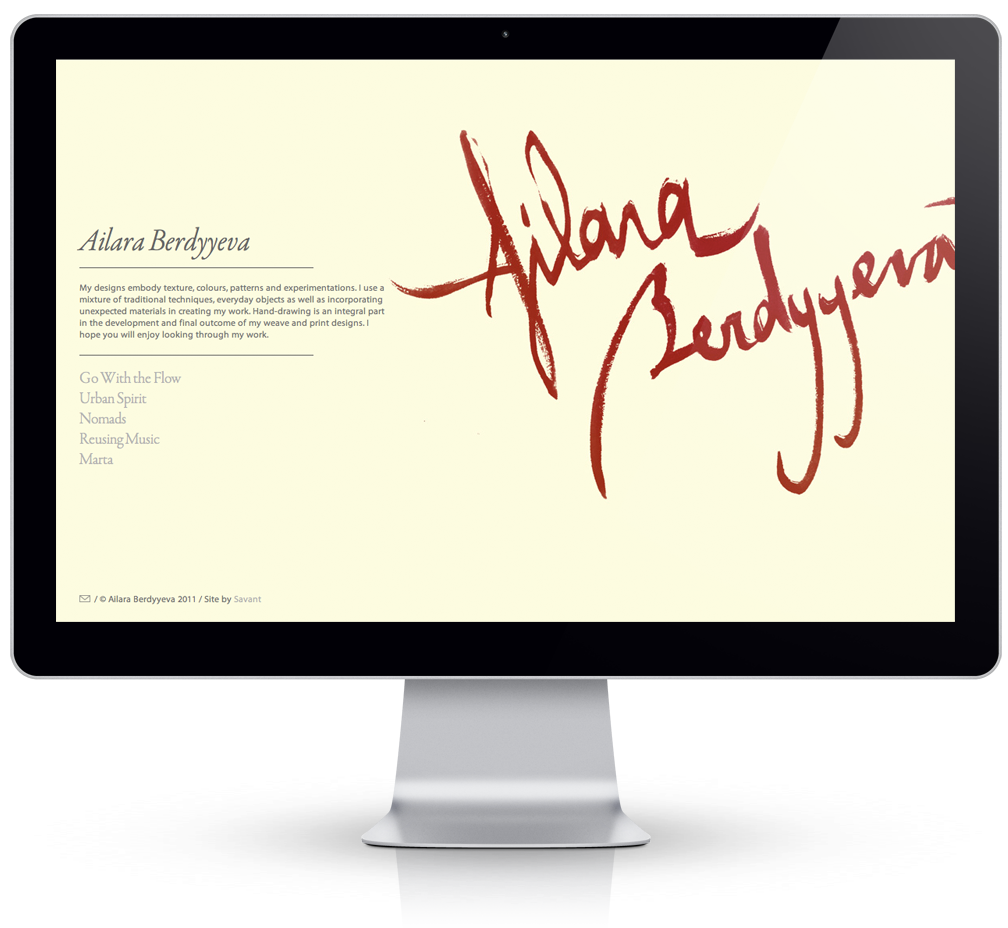 Ailara Berdyyeva
My designs embody texture, colours, patterns and experimentations. I use a
mixture of traditional techniques, everyday objects as well as incorporating
unexpected materials in creating my work. Hand-drawing is an integral part
in the development and final outcome of my weave and print designs. I
hope you will enjoy looking through my work.
Go With the Flow
Urban Spirit
Nomads
Reusing Music
Marta
/ © Ailara Berdyyeva 2011 / Site by Savant
Ailara
Berdyyeva